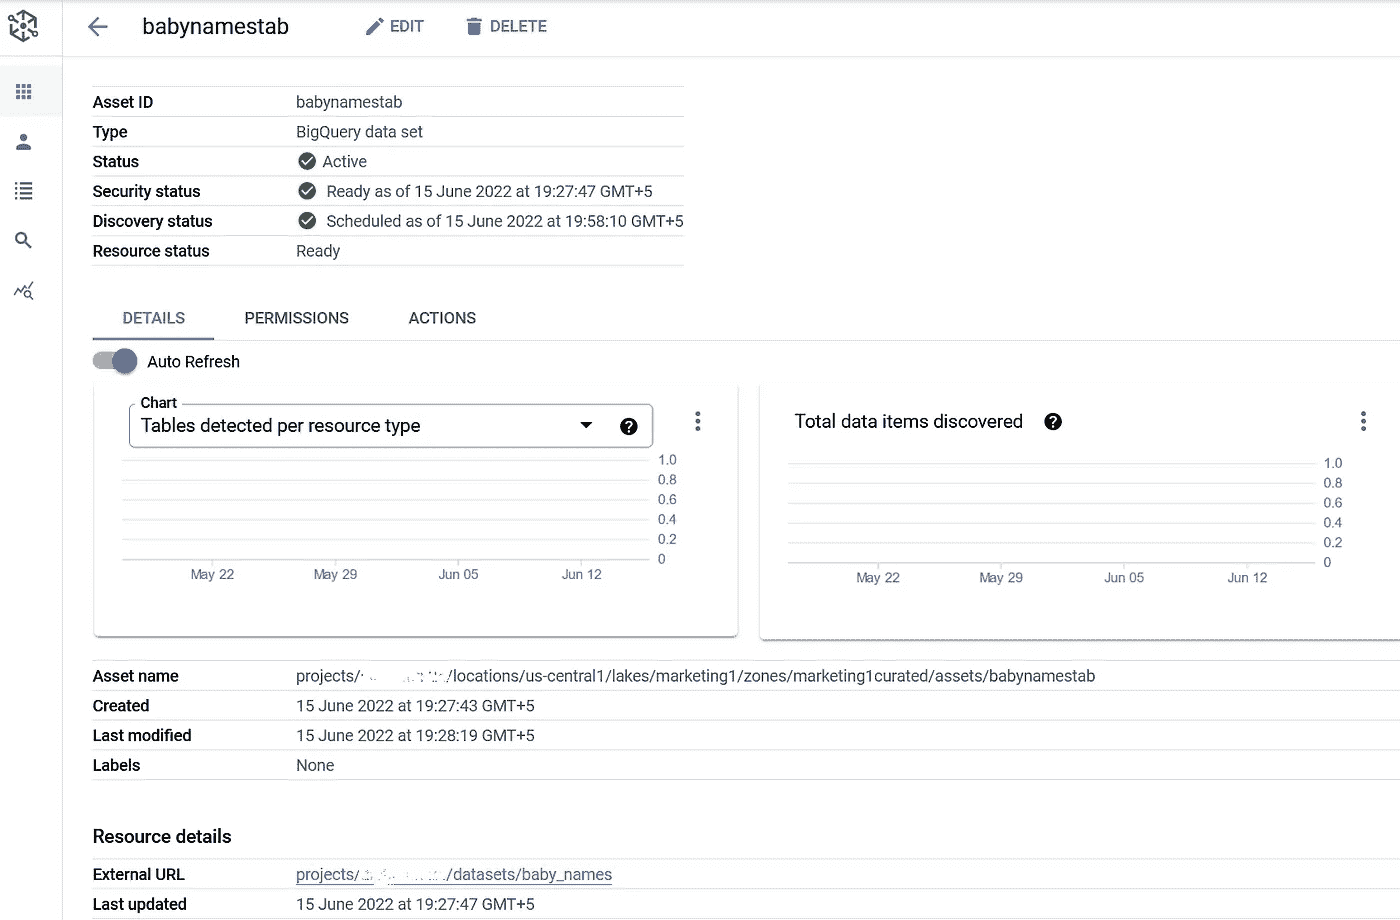 babynamestab EDIT DELETE
Asset ID babynamestab
Type BigQuery data set
Status Active
Security status Ready as of 15 June 2022 at 19:27:47 GMT+5
Discovery status Scheduled as of 15 June 2022 at 19:58:10 GMT+5
Resource status Ready
DETAILS PERMISSIONS ACTIONS
Auto Refresh
Chart
Tables detected per resource type ?
1.0
0.8
0.6
0.4
0.2
0
May 22 May 29 Jun 05 Jun 12
Total data items discovered ?
1.0
0.8
0.6
0.4
0.2
0
May 22 May 29 Jun 05 Jun 12
Asset name projects/ /locations/us-central1/lakes/marketing1/zones/marketing1curated/assets/babynamestab
Created 15 June 2022 at 19:27:43 GMT+5
Last modified 15 June 2022 at 19:28:19 GMT+5
Labels None
Resource details
External URL projects/ /datasets/baby_names
Last updated 15 June 2022 at 19:27:47 GMT+5